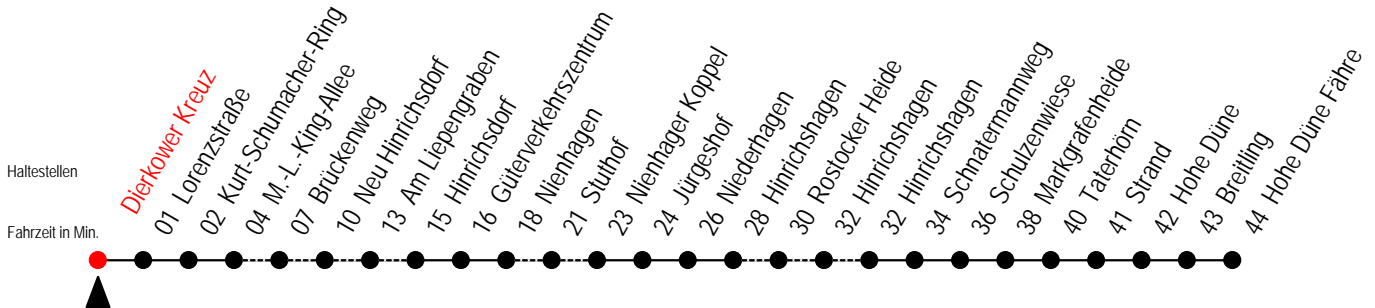 Haltestellen
Fahrzeit in Min.
Dierkower Kreuz
01 Lorenzstraße
02 Kurt-Schumacher-Ring
04 M.-L.-King-Allee
07 Brückenweg
10 Neu Hinrichsdorf
13 Am Liepengraben
15 Hinrichsdorf
16 Güterverkehrszentrum
18 Nienhagen
21 Stuthof
23 Nienhager Koppel
24 Jürgeshof
26 Niederhagen
28 Hinrichshagen
30 Rostocker Heide
32 Hinrichshagen
32 Hinrichshagen
34 Schnatermannweg
36 Schulzenwiese
38 Markgrafenheide
40 Taterhörn
41 Strand
42 Hohe Düne
43 Breitling
44 Hohe Düne Fähre